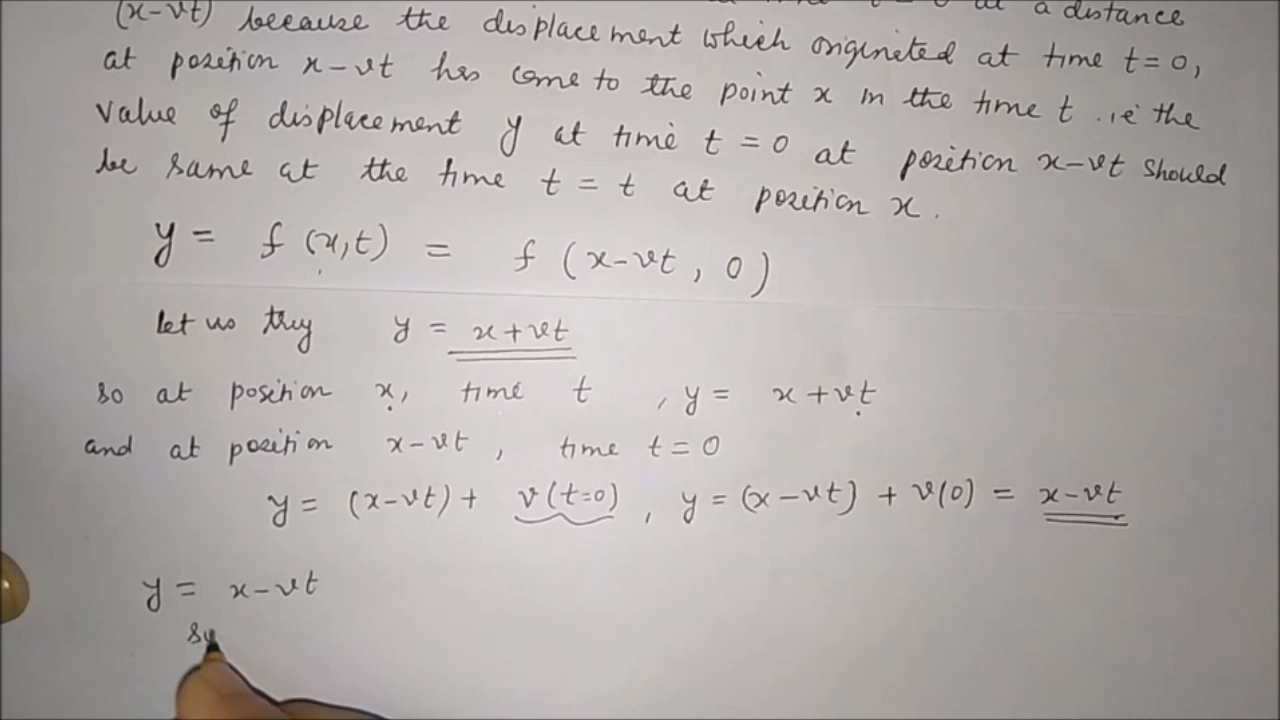 at a distance
(x-vt) because the displacement which origineted at time t=0,
at position x-vt has come to the point x in the time t .ie the
value of displacement y at time t = 0 at position x-vt should
be same at the time t = t at position x.
y = f (x,t) = f (x-vt, 0)
let us try y = x+vt
so at position x, time t , y = x+vt
and at position x-vt, time t=0
y = (x-vt)+ v(t=0), y=(x-vt) + v(0) = x-vt
y = x-vt